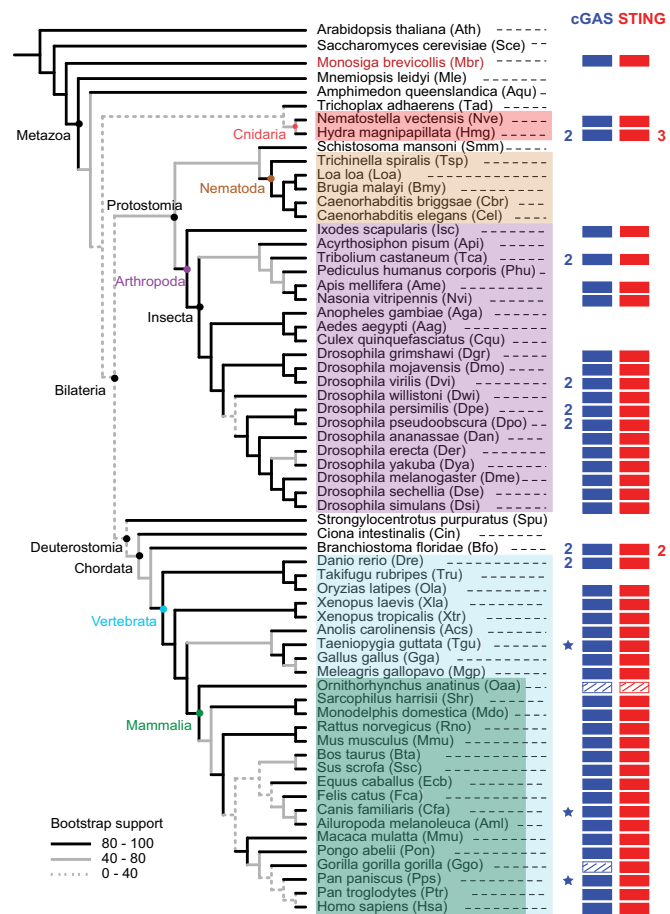 cGAS STING
Arabidopsis thaliana (Ath)
Saccharomyces cerevisiae (Sce)
Monosiga brevicollis (Mbr)
Mnemiopsis leidyi (Mle)
Amphimedon queenslandica (Aqu)
Trichoplax adhaerens (Tad)
Metazoa
Nematostella vectensis (Nve)
Cnidaria
Hydra magnipapillata (Hmg) 2 3
Schistosoma mansoni (Smm)
Trichinella spiralis (Tsp)
Loa loa (Loa)
Nematoda
Brugia malayi (Bmy)
Protostomia
Caenorhabditis briggsae (Cbr)
Caenorhabditis elegans (Cel)
Ixodes scapularis (Isc)
Acyrthosiphon pisum (Api)
Tribolium castaneum (Tca) 2
Pediculus humanus corporis (Phu)
Arthropoda
Apis mellifera (Ame)
Nasonia vitripennis (Nvi)
Insecta
Anopheles gambiae (Aga)
Aedes aegypti (Aag)
Culex quinquefasciatus (Cqu)
Drosophila grimshawi (Dgr)
Drosophila mojavensis (Dmo)
Drosophila virilis (Dvi) 2
Bilateria
Drosophila willistoni (Dwi)
Drosophila persimilis (Dpe) 2
Drosophila pseudoobscura (Dpo) 2
Drosophila ananassae (Dan)
Drosophila erecta (Der)
Drosophila yakuba (Dya)
Drosophila melanogaster (Dme)
Drosophila sechellia (Dse)
Drosophila simulans (Dsi)
Strongylocentrotus purpuratus (Spu)
Ciona intestinalis (Cin)
Deuterostomia
Branchiostoma floridae (Bfo) 2 2
Chordata
Danio rerio (Dre) 2
Takifugu rubripes (Tru)
Oryzias latipes (Ola)
Xenopus laevis (Xla)
Vertebrata
Xenopus tropicalis (Xtr)
Anolis carolinensis (Acs)
Taeniopygia guttata (Tgu)
Gallus gallus (Gga)
Meleagris gallopavo (Mgp)
Ornithorhynchus anatinus (Oaa)
Sarcophilus harrisii (Shr)
Mammalia
Monodelphis domestica (Mdo)
Rattus norvegicus (Rno)
Mus musculus (Mmu)
Bos taurus (Bta)
Sus scrofa (Ssc)
Equus caballus (Ecb)
Felis catus (Fca)
Canis familiaris (Cfa)
Ailuropoda melanoleuca (Aml)
Macaca mulatta (Mmu)
Pongo abelii (Pon)
Gorilla gorilla gorilla (Ggo)
Pan paniscus (Pps)
Pan troglodytes (Ptr)
Homo sapiens (Hsa)
Bootstrap support
80 - 100
40 - 80
0 - 40